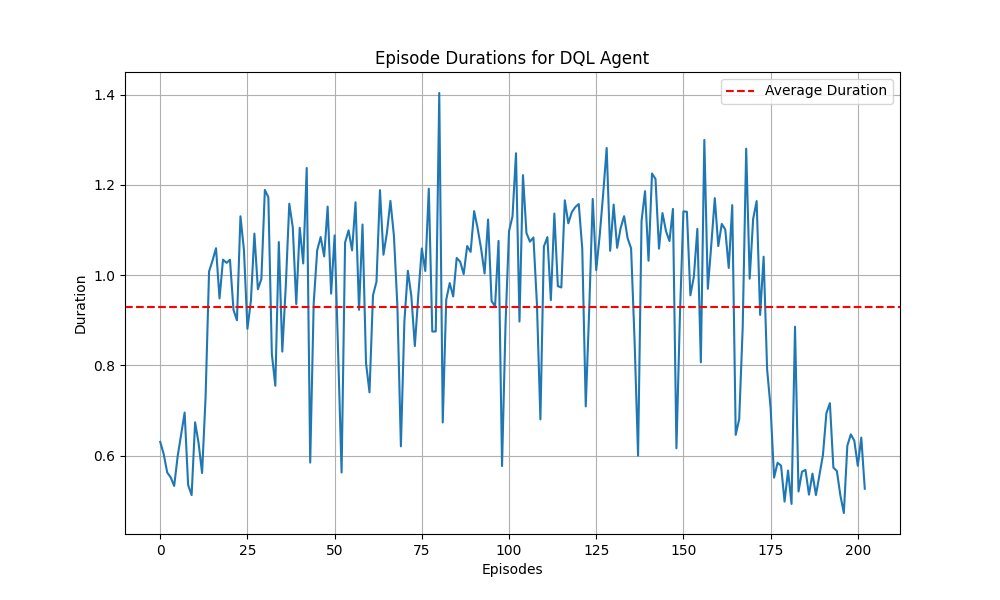 Episode Durations for DQL Agent
Average Duration
1.4
1.2
1.0
0.8
0.6
Duration
0 25 50 75 100 125 150 175 200
Episodes